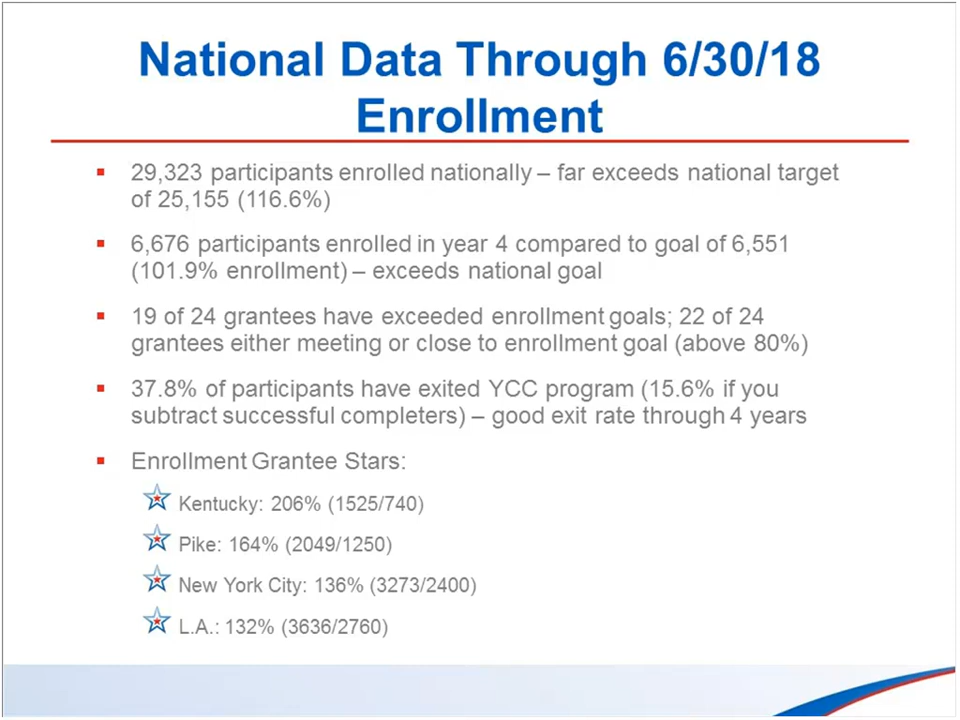 National Data Through 6/30/18
Enrollment
▪ 29,323 participants enrolled nationally – far exceeds national target
of 25,155 (116.6%)
▪ 6,676 participants enrolled in year 4 compared to goal of 6,551
(101.9% enrollment) – exceeds national goal
▪ 19 of 24 grantees have exceeded enrollment goals; 22 of 24
grantees either meeting or close to enrollment goal (above 80%)
▪ 37.8% of participants have exited YCC program (15.6% if you
subtract successful completers) – good exit rate through 4 years
▪ Enrollment Grantee Stars:
Kentucky: 206% (1525/740)
Pike: 164% (2049/1250)
New York City: 136% (3273/2400)
L.A.: 132% (3636/2760)